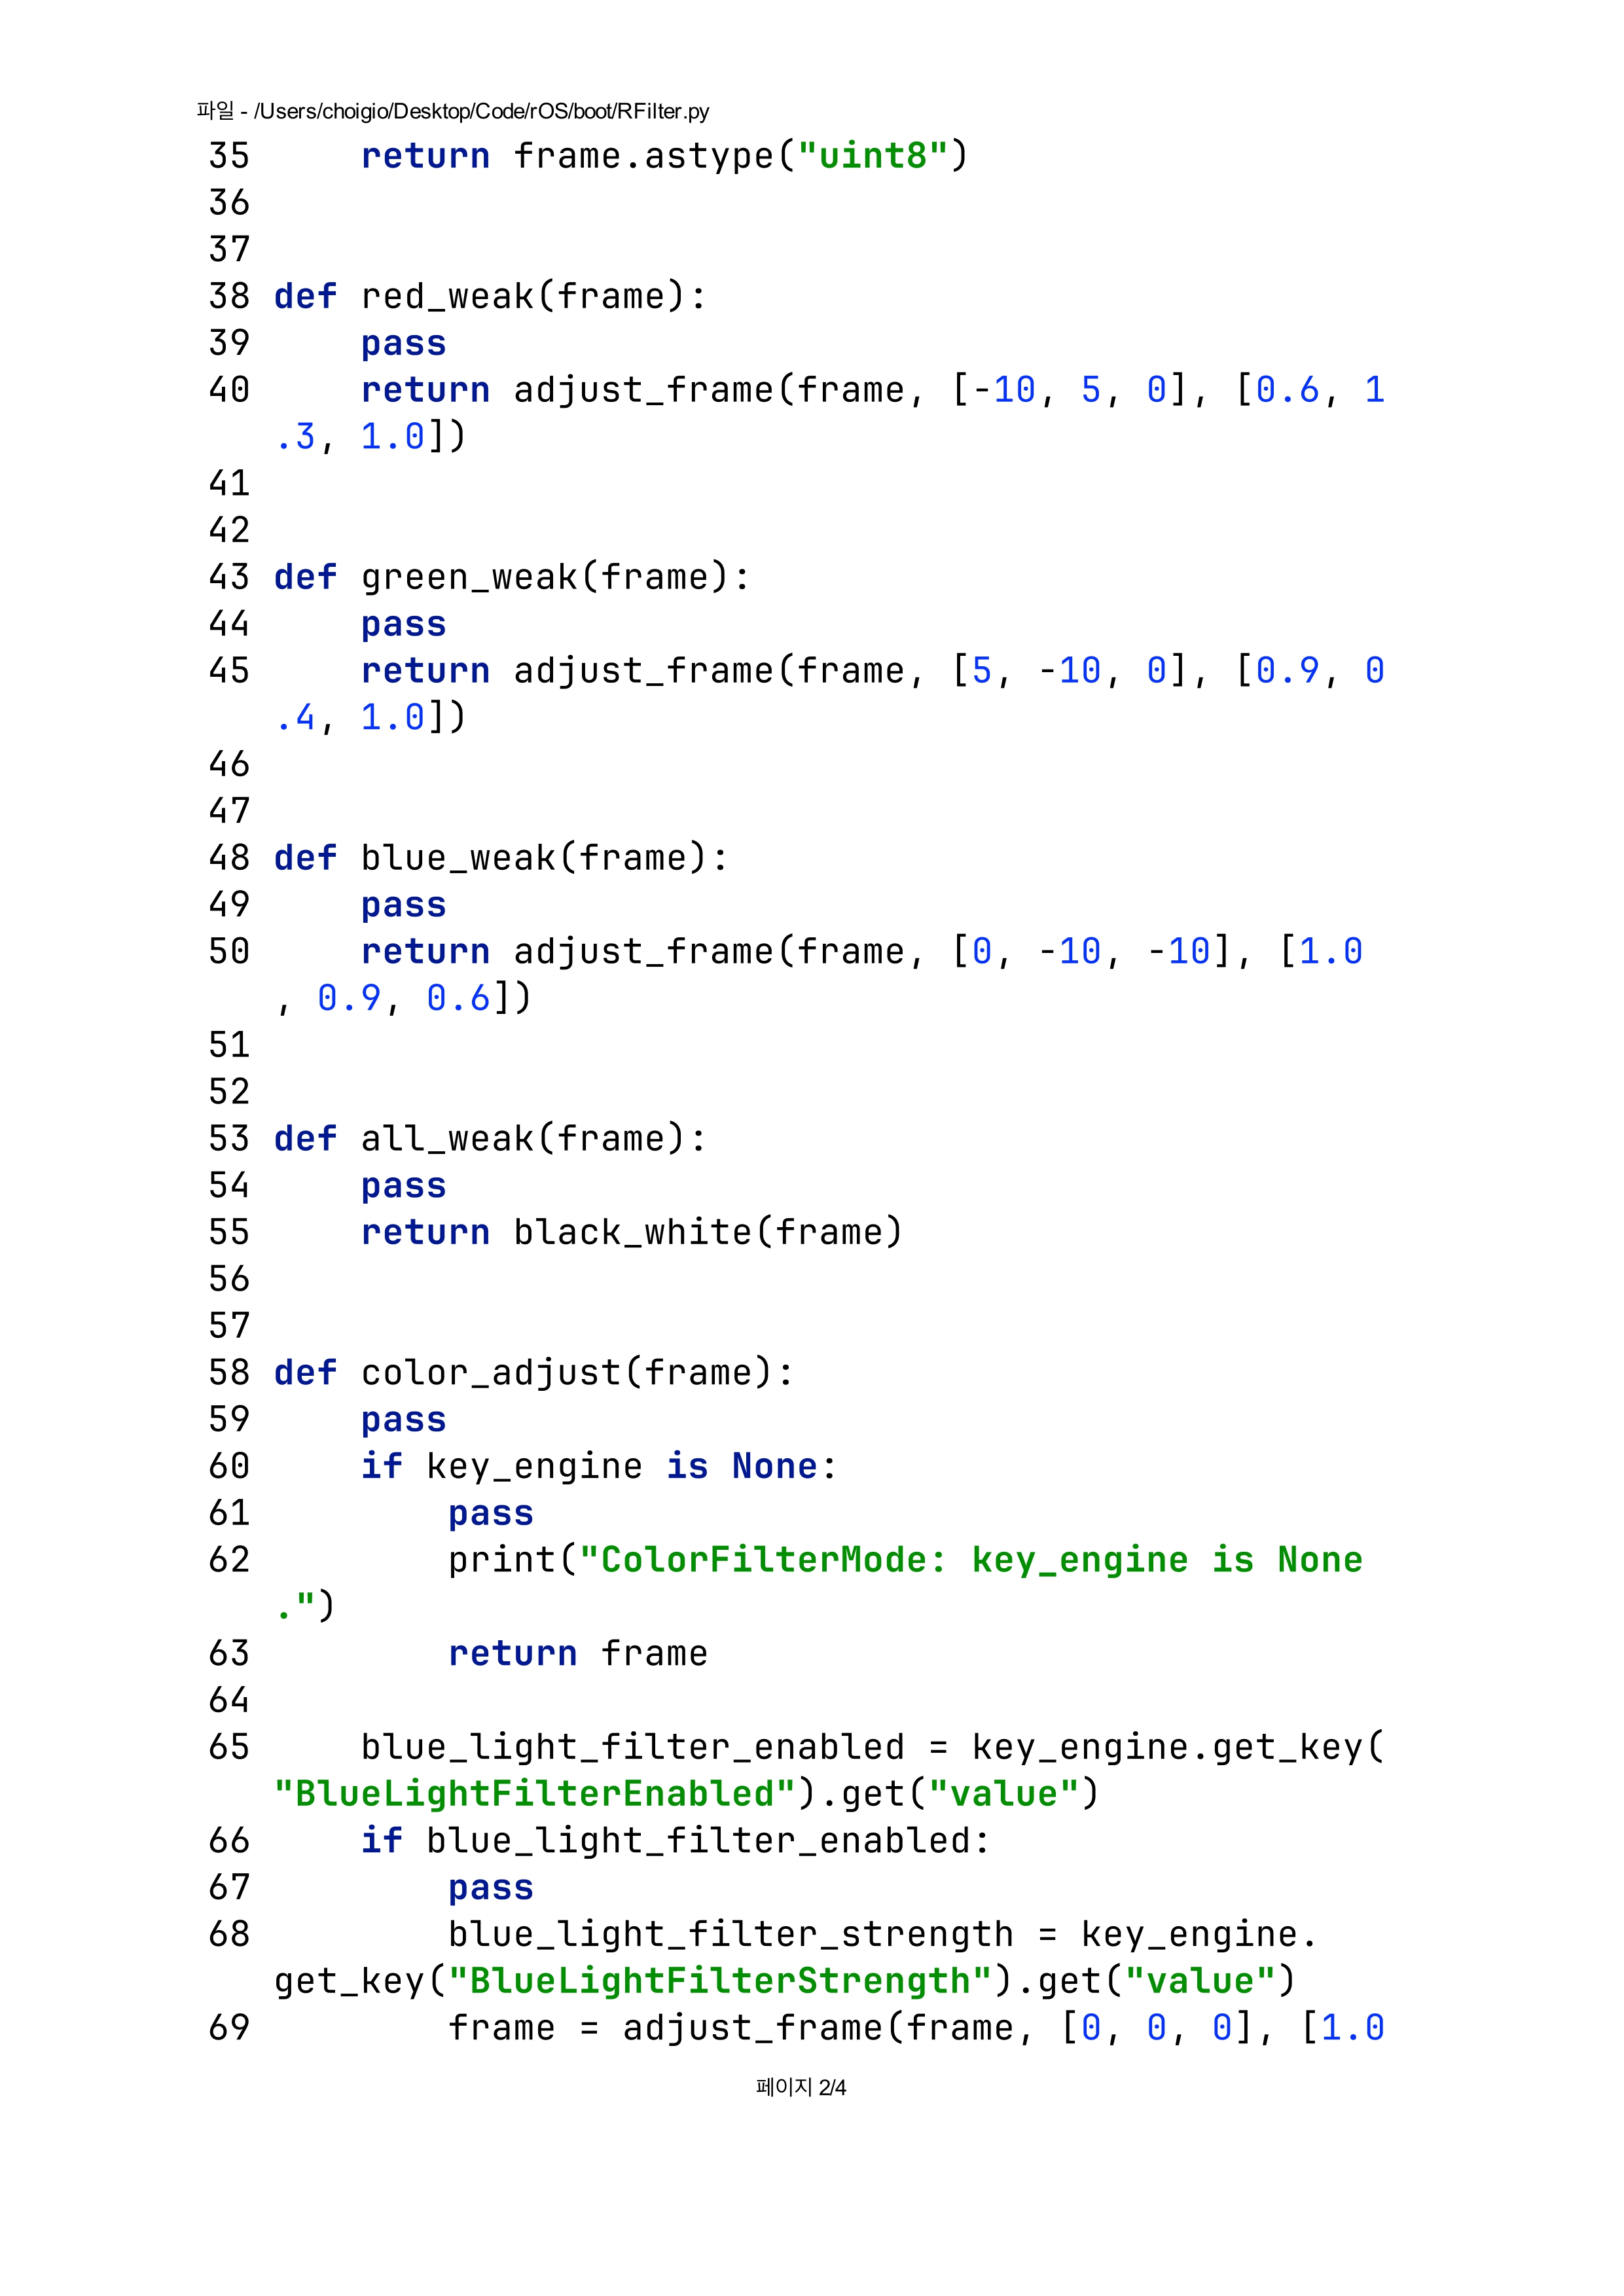 파일 - /Users/choigio/Desktop/Code/rOS/boot/RFilter.py
35     return frame.astype("uint8")
36
37
38 def red_weak(frame):
39     pass
40     return adjust_frame(frame, [-10, 5, 0], [0.6, 1
   .3, 1.0])
41
42
43 def green_weak(frame):
44     pass
45     return adjust_frame(frame, [5, -10, 0], [0.9, 0
   .4, 1.0])
46
47
48 def blue_weak(frame):
49     pass
50     return adjust_frame(frame, [0, -10, -10], [1.0
   , 0.9, 0.6])
51
52
53 def all_weak(frame):
54     pass
55     return black_white(frame)
56
57
58 def color_adjust(frame):
59     pass
60     if key_engine is None:
61         pass
62         print("ColorFilterMode: key_engine is None
   .")
63         return frame
64
65     blue_light_filter_enabled = key_engine.get_key(
   "BlueLightFilterEnabled").get("value")
66     if blue_light_filter_enabled:
67         pass
68         blue_light_filter_strength = key_engine.
   get_key("BlueLightFilterStrength").get("value")
69         frame = adjust_frame(frame, [0, 0, 0], [1.0
페이지 2/4